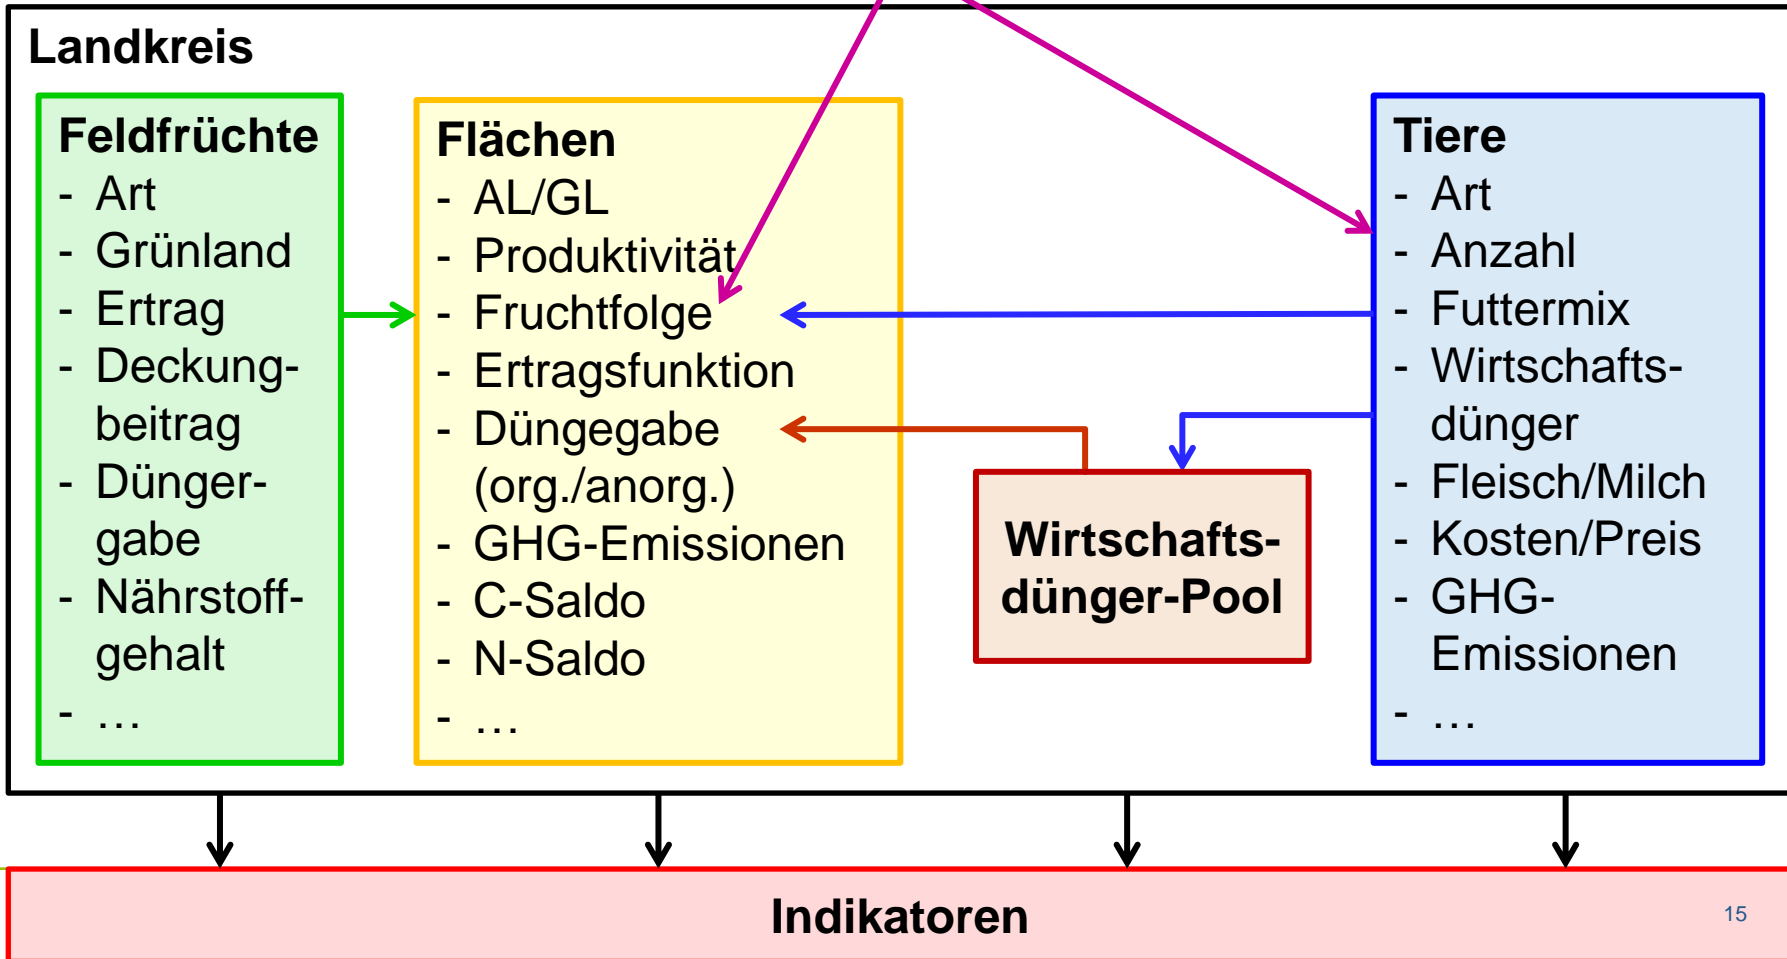 Landkreis
Feldfrüchte
- Art
- Grünland
- Ertrag
- Deckung-
beitrag
- Dünger-
gabe
- Nährstoff-
gehalt
- …
Flächen
- AL/GL
- Produktivität
- Fruchtfolge
- Ertragsfunktion
- Düngegabe
(org./anorg.)
- GHG-Emissionen
- C-Saldo
- N-Saldo
- …
Wirtschafts-
dünger-Pool
Tiere
- Art
- Anzahl
- Futtermix
- Wirtschafts-
dünger
- Fleisch/Milch
- Kosten/Preis
- GHG-
Emissionen
- …
Indikatoren
15